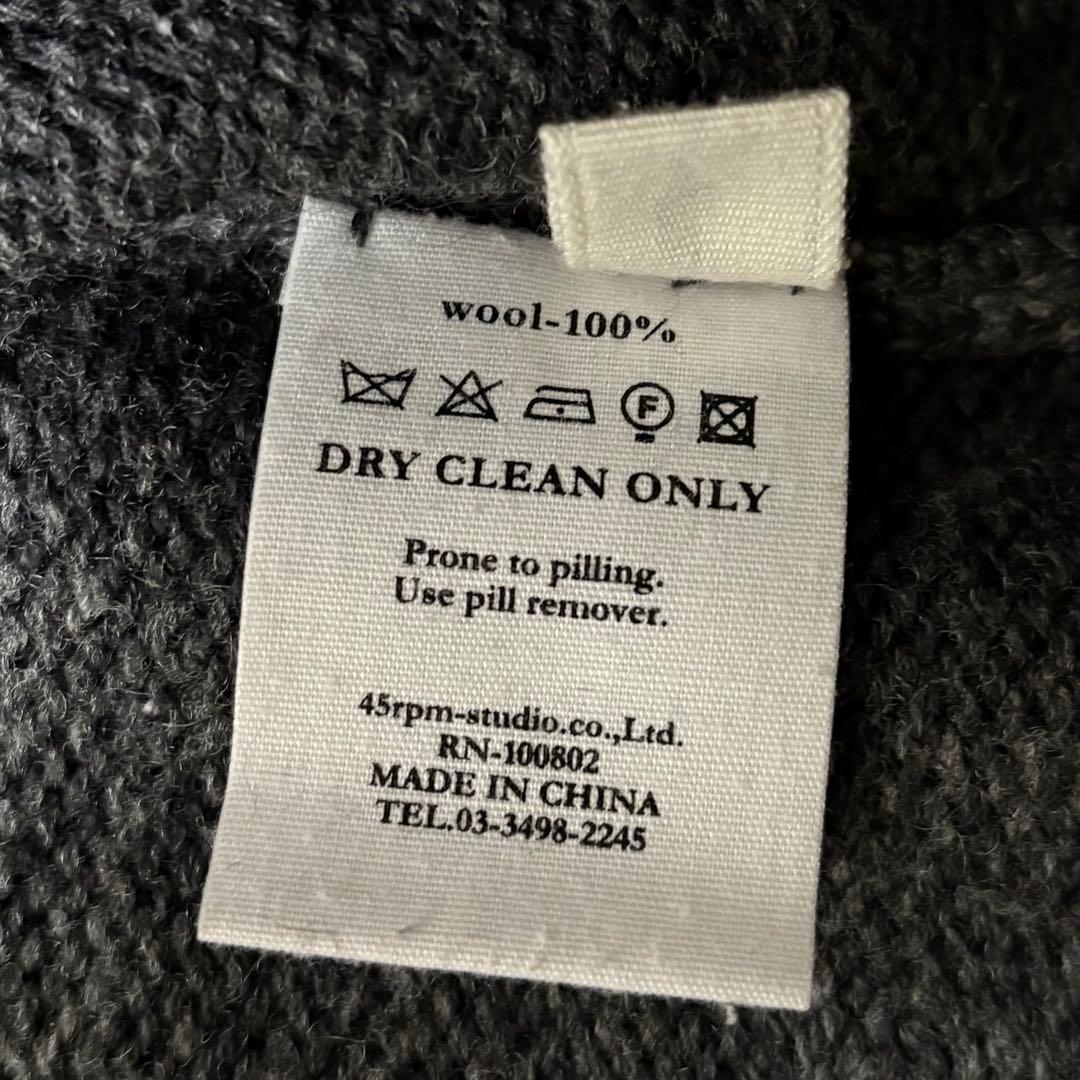 wool-100%
F
DRY CLEAN ONLY
Prone to pilling.
Use pill remover.
45rpm-studio.co.,Ltd.
RN-100802
MADE IN CHINA
TEL.03-3498-2245